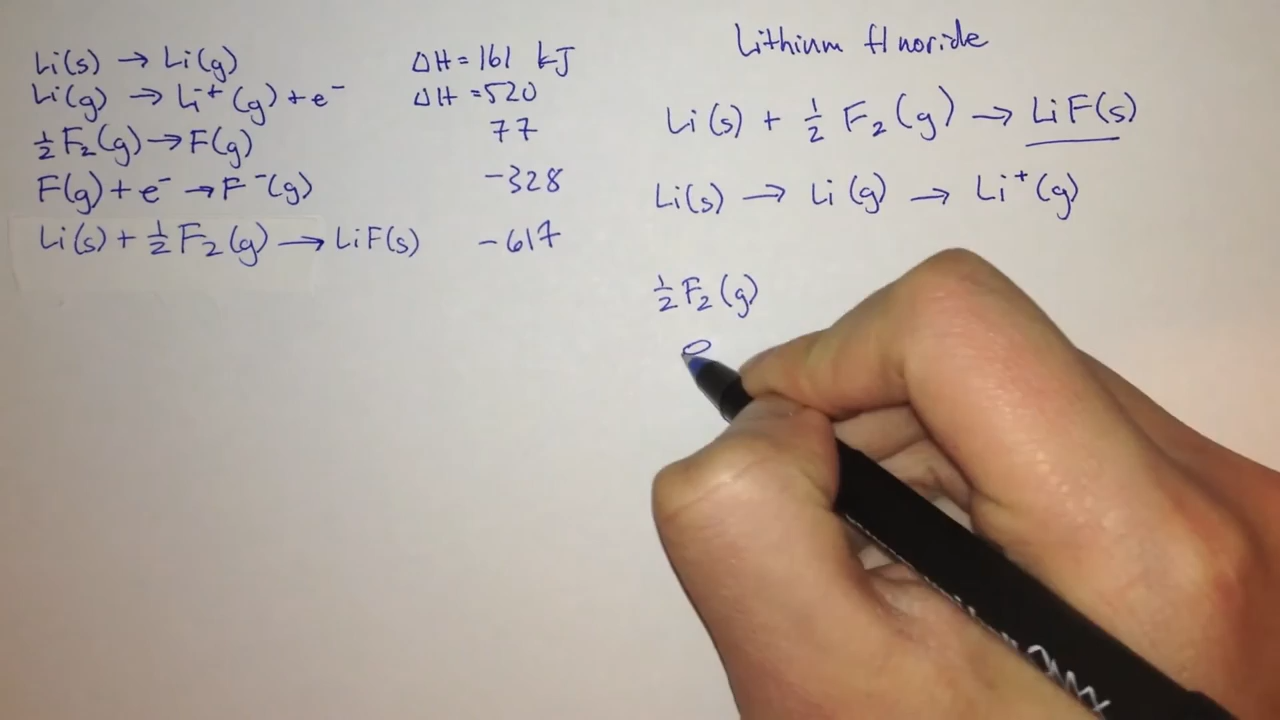 Li(s) → Li(g) ΔH = 161 kJ
Li(g) → Li⁺(g) + e⁻ ΔH = 520
½F₂(g) → F(g) 77
F(g) + e⁻ → F⁻(g) -328
Li(s) + ½F₂(g) → LiF(s) -617
Lithium fluoride
Li(s) + ½ F₂(g) → LiF(s)
Li(s) → Li(g) → Li⁺(g)
½F₂(g)